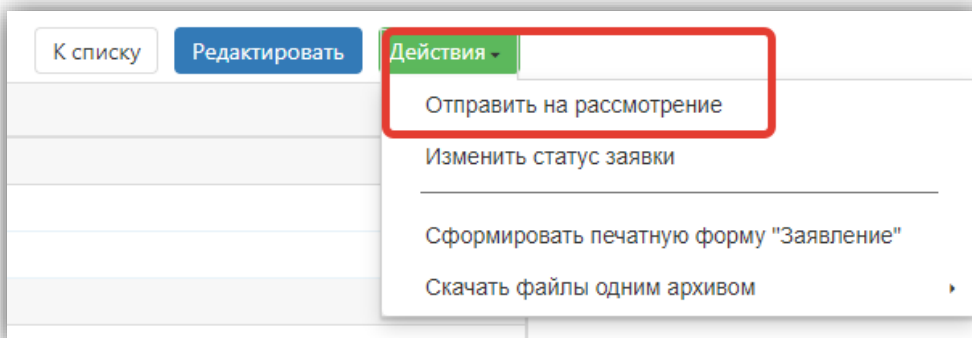 К списку Редактировать Действия
Отправить на рассмотрение
Изменить статус заявки
Сформировать печатную форму "Заявление"
Скачать файлы одним архивом